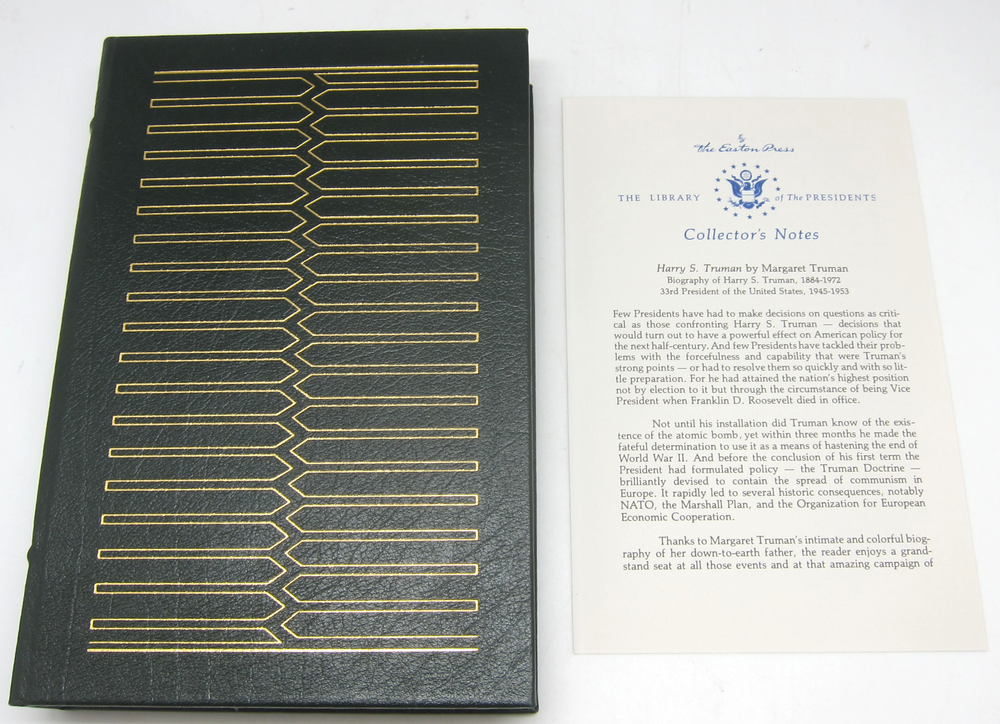 by
The Easton Press
THE LIBRARY of The PRESIDENTS
Collector's Notes
Harry S. Truman by Margaret Truman
Biography of Harry S. Truman, 1884-1972
33rd President of the United States, 1945-1953
Few Presidents have had to make decisions on questions as criti-
cal as those confronting Harry S. Truman — decisions that
would turn out to have a powerful effect on American policy for
the next half-century. And few Presidents have tackled their prob-
lems with the forcefulness and capability that were Truman's
strong points — or had to resolve them so quickly and with so lit-
tle preparation. For he had attained the nation's highest position
not by election to it but through the circumstance of being Vice
President when Franklin D. Roosevelt died in office.
Not until his installation did Truman know of the exis-
tence of the atomic bomb, yet within three months he made the
fateful determination to use it as a means of hastening the end of
World War II. And before the conclusion of his first term the
President had formulated policy — the Truman Doctrine —
brilliantly devised to contain the spread of communism in
Europe. It rapidly led to several historic consequences, notably
NATO, the Marshall Plan, and the Organization for European
Economic Cooperation.
Thanks to Margaret Truman's intimate and colorful biog-
raphy of her down-to-earth father, the reader enjoys a grand-
stand seat at all those events and at that amazing campaign of